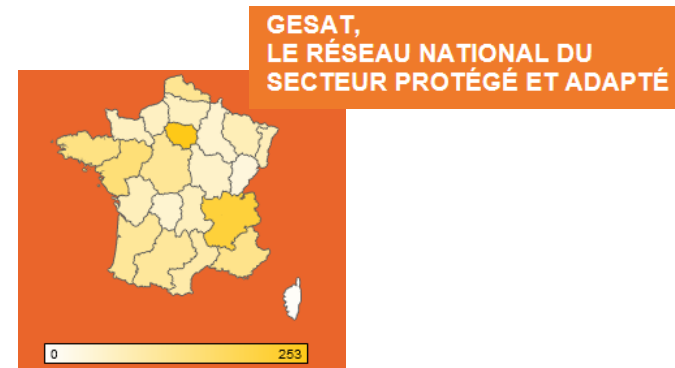 GESAT,
LE RÉSEAU NATIONAL DU
SECTEUR PROTÉGÉ ET ADAPTÉ
0 253